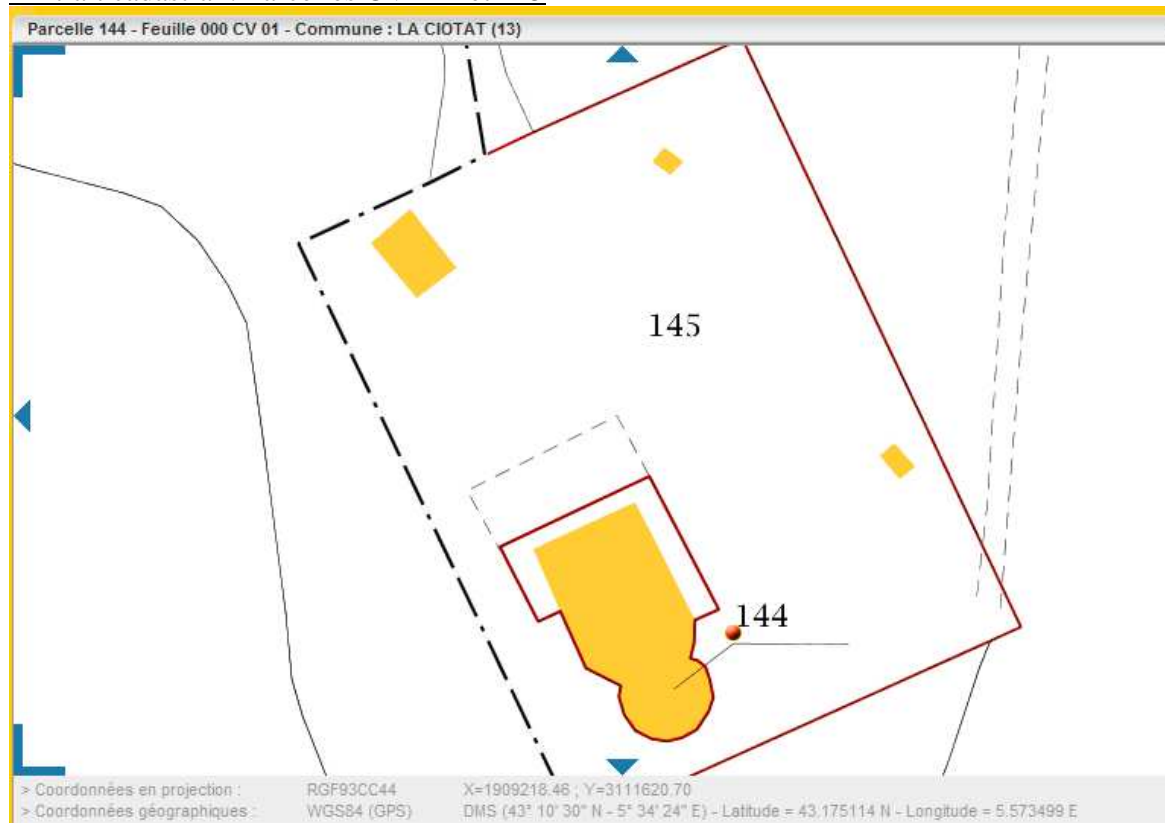 Parcelle 144 - Feuille 000 CV 01 - Commune : LA CIOTAT (13)
145
144
> Coordonnées en projection : RGF93CC44 X=1909218.46 ; Y=3111620.70
> Coordonnées géographiques : WGS84 (GPS) DMS (43° 10' 30" N - 5° 34' 24" E) - Latitude = 43.175114 N - Longitude = 5.573499 E